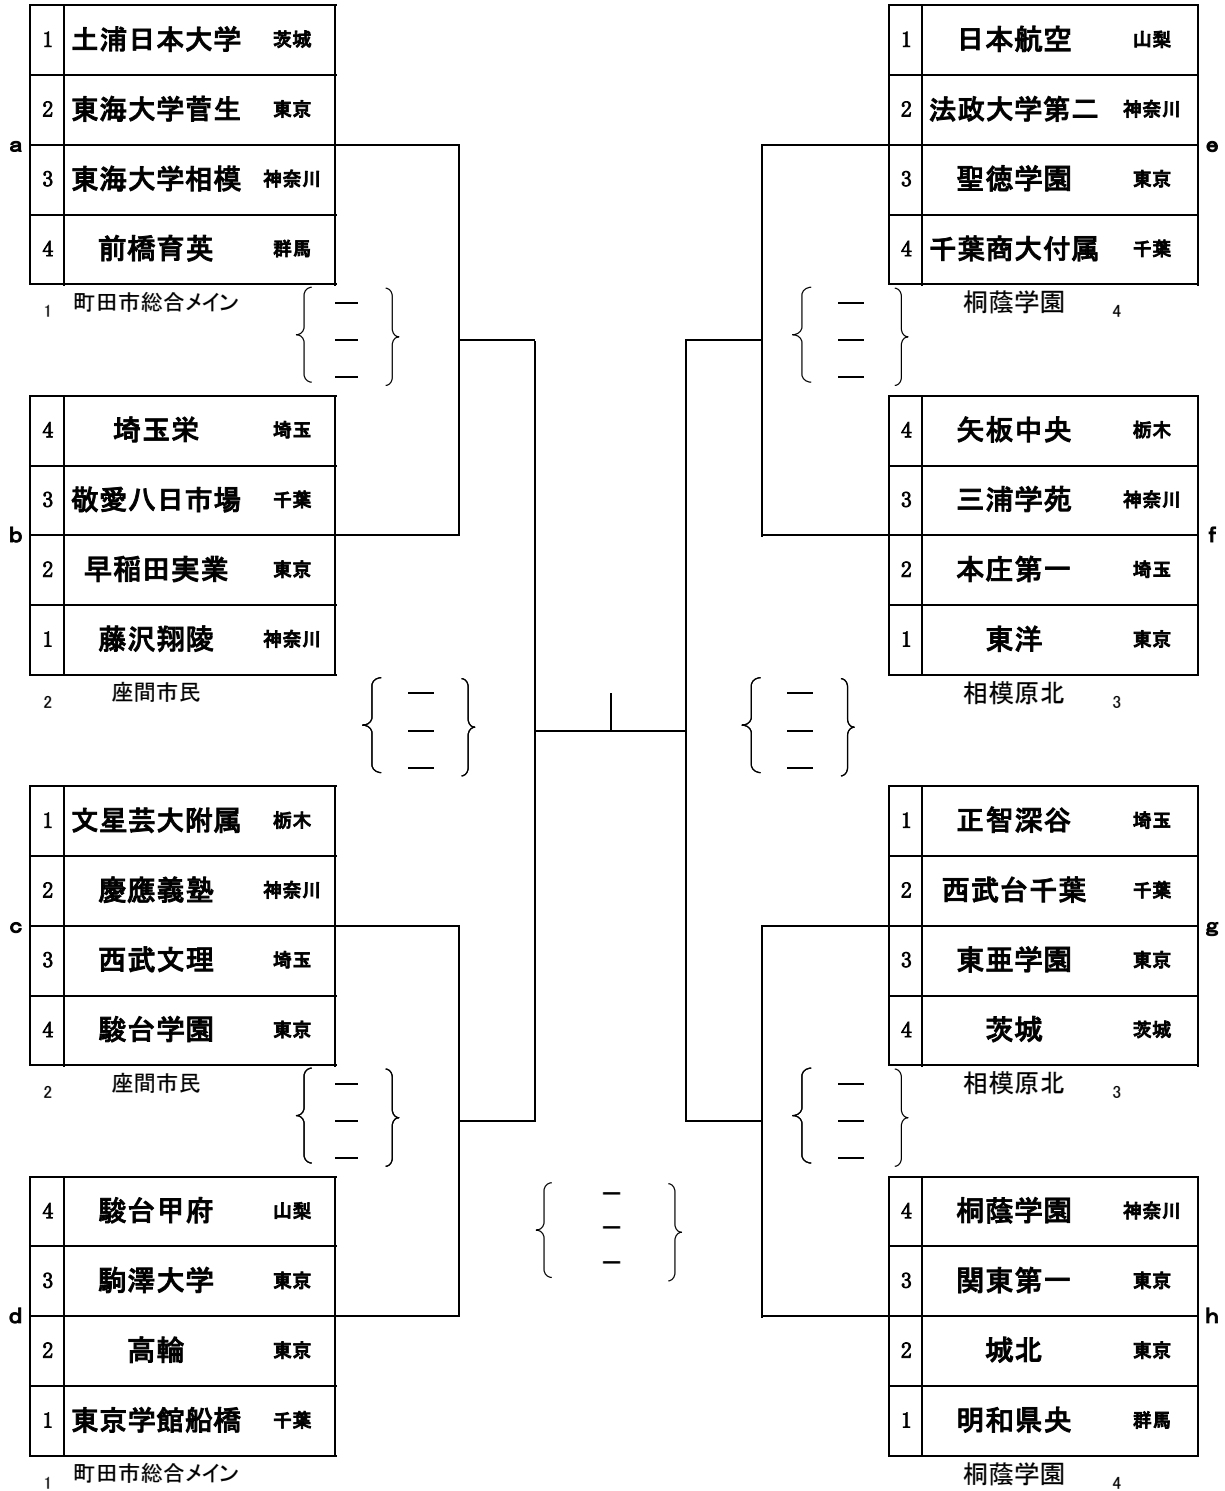 a
1 土浦日本大学 茨城
2 東海大学菅生 東京
3 東海大学相模 神奈川
4 前橋育英 群馬
1 町田市総合メイン
b
4 埼玉栄 埼玉
3 敬愛八日市場 千葉
2 早稲田実業 東京
1 藤沢翔陵 神奈川
2 座間市民
c
1 文星芸大附属 栃木
2 慶應義塾 神奈川
3 西武文理 埼玉
4 駿台学園 東京
2 座間市民
d
4 駿台甲府 山梨
3 駒澤大学 東京
2 高輪 東京
1 東京学館船橋 千葉
1 町田市総合メイン
e
1 日本航空 山梨
2 法政大学第二 神奈川
3 聖徳学園 東京
4 千葉商大付属 千葉
桐蔭学園 4
f
4 矢板中央 栃木
3 三浦学苑 神奈川
2 本庄第一 埼玉
1 東洋 東京
相模原北 3
g
1 正智深谷 埼玉
2 西武台千葉 千葉
3 東亜学園 東京
4 茨城 茨城
相模原北 3
h
4 桐蔭学園 神奈川
3 関東第一 東京
2 城北 東京
1 明和県央 群馬
桐蔭学園 4